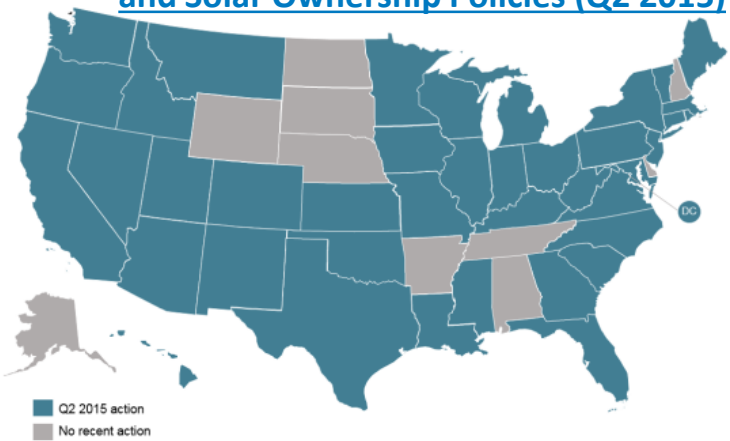 and Solar Ownership Policies (Q2 2015)
DC
Q2 2015 action
No recent action